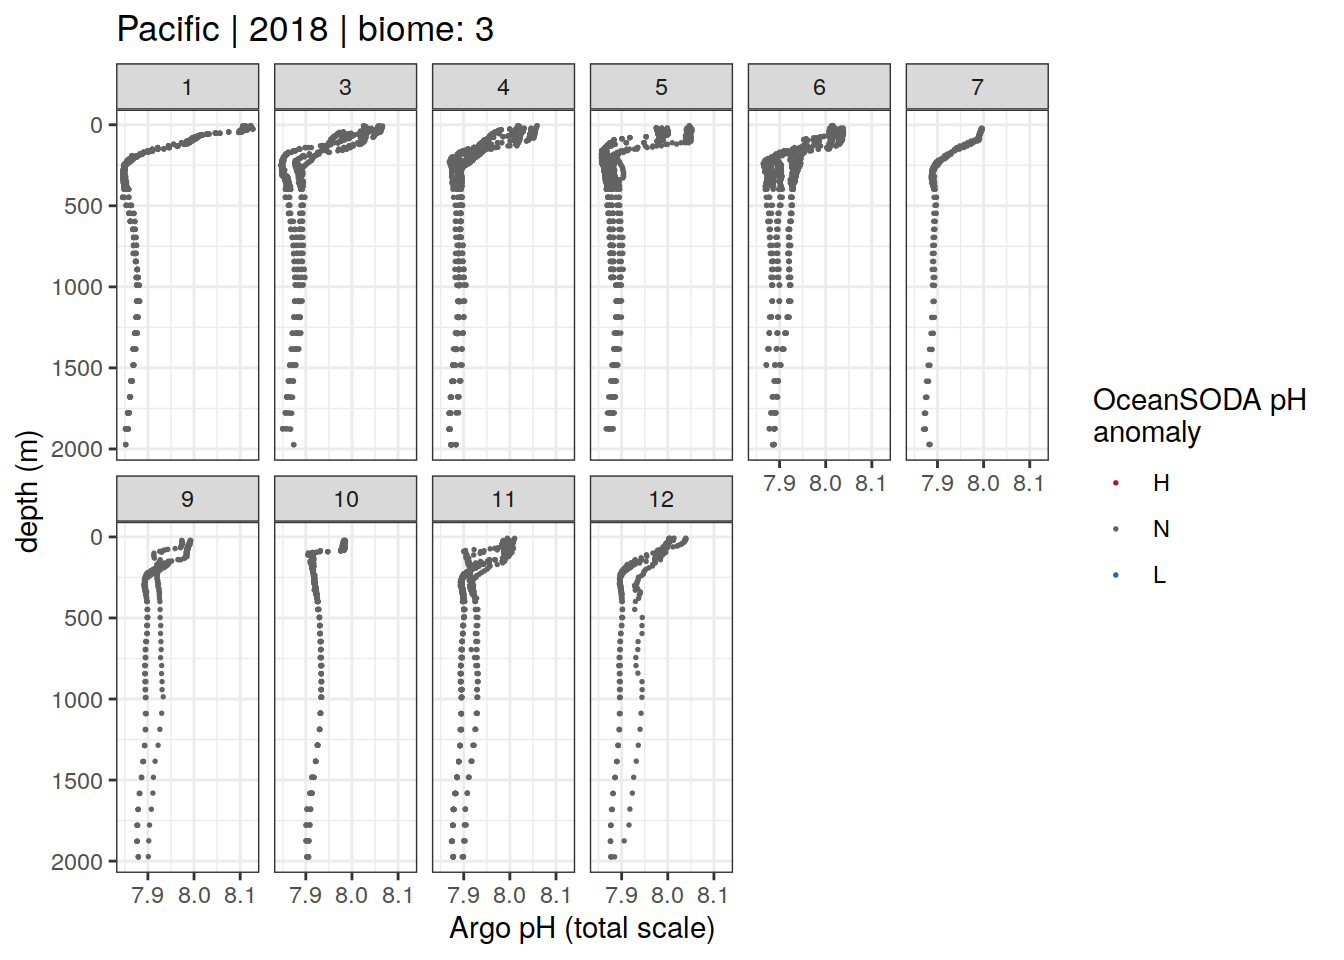 Pacific | 2018 | biome: 3
1 3 4 5 6 7
0
500
1000
1500
2000
7.9 8.0 8.1 7.9 8.0 8.1
9 10 11 12
0
500
1000
1500
2000
7.9 8.0 8.1 7.9 8.0 8.1 7.9 8.0 8.1 7.9 8.0 8.1
depth (m)
Argo pH (total scale)
OceanSODA pH
anomaly
H
N
L